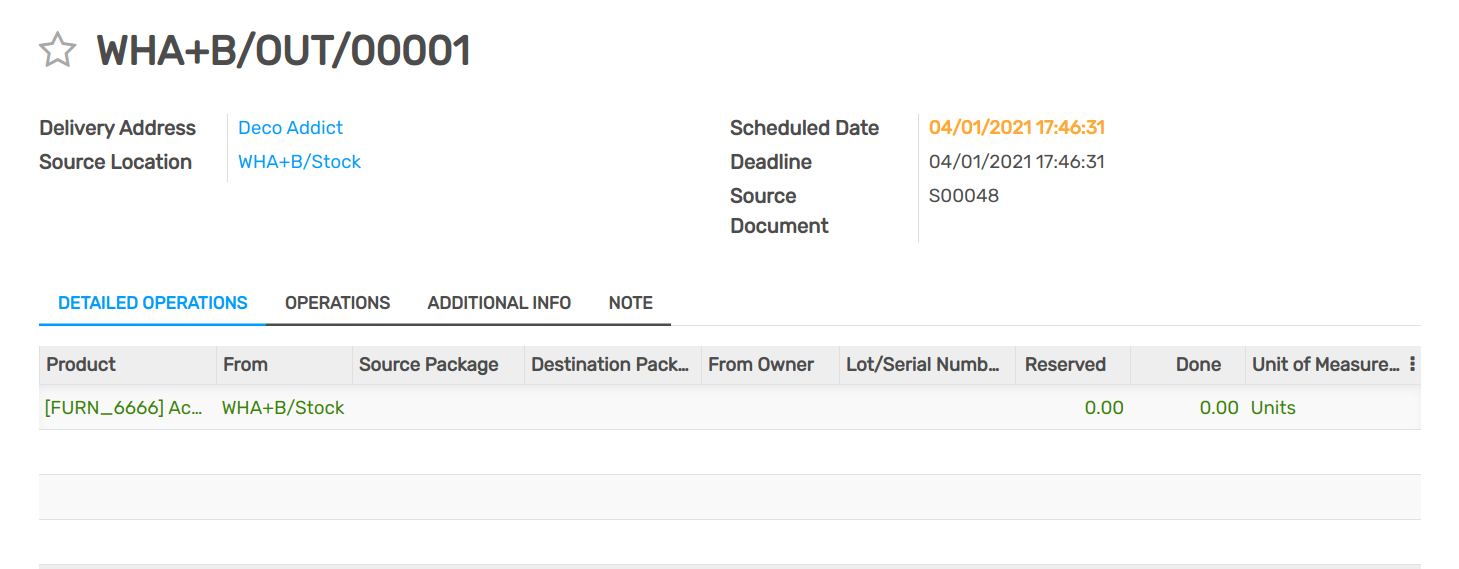 WHA+B/OUT/00001
Delivery Address Deco Addict
Source Location WHA+B/Stock
Scheduled Date 04/01/2021 17:46:31
Deadline 04/01/2021 17:46:31
Source Document S00048
DETAILED OPERATIONS OPERATIONS ADDITIONAL INFO NOTE
Product From Source Package Destination Pack... From Owner Lot/Serial Numb... Reserved Done Unit of Measure...
[FURN_6666] Ac... WHA+B/Stock 0.00 0.00 Units